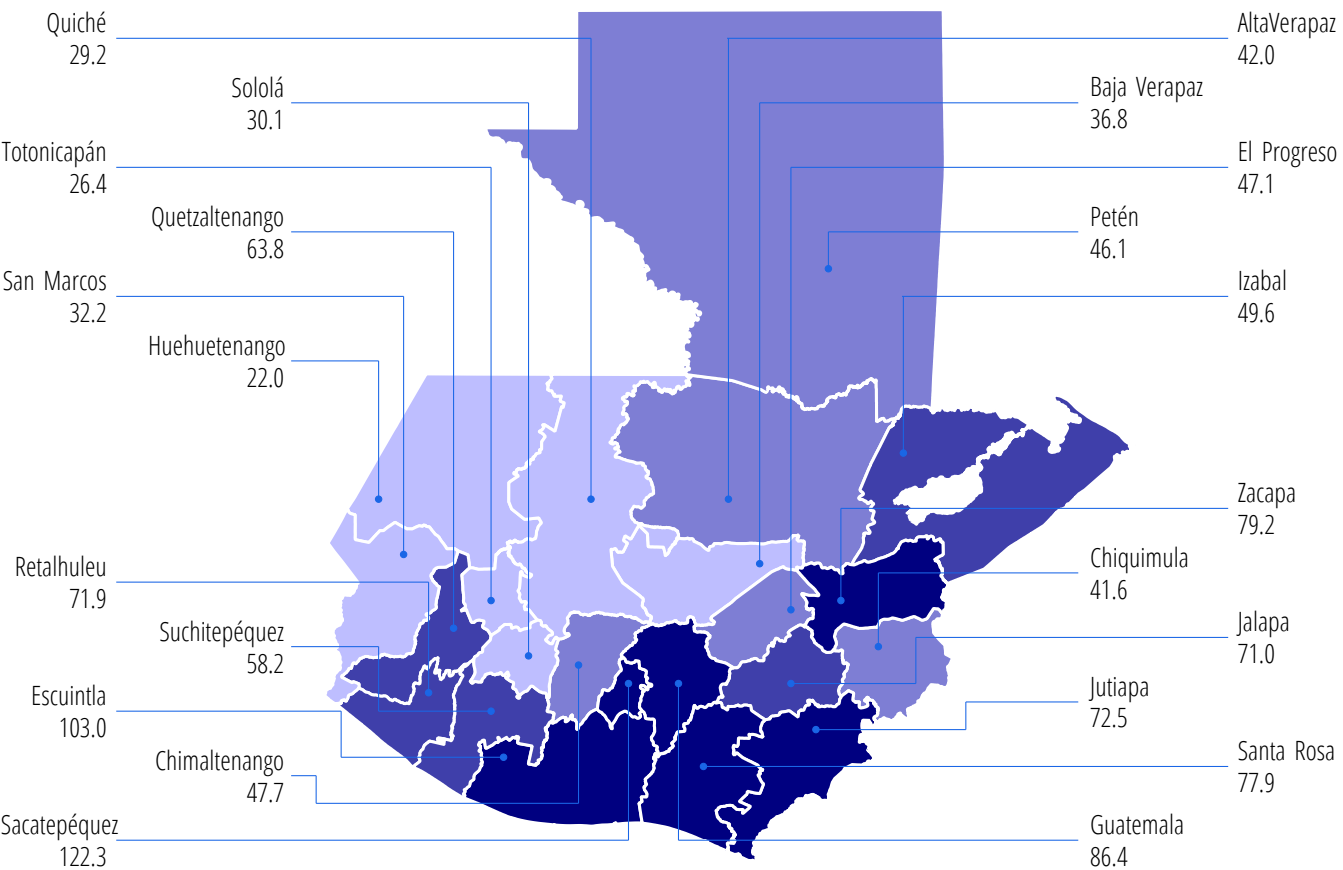 Quiché
29.2
Sololá
30.1
Totonicapán
26.4
Quetzaltenango
63.8
San Marcos
32.2
Huehuetenango
22.0
Retalhuleu
71.9
Suchitepéquez
58.2
Escuintla
103.0
Chimaltenango
47.7
Sacatepéquez
122.3
AltaVerapaz
42.0
Baja Verapaz
36.8
El Progreso
47.1
Petén
46.1
Izabal
49.6
Zacapa
79.2
Chiquimula
41.6
Jalapa
71.0
Jutiapa
72.5
Santa Rosa
77.9
Guatemala
86.4